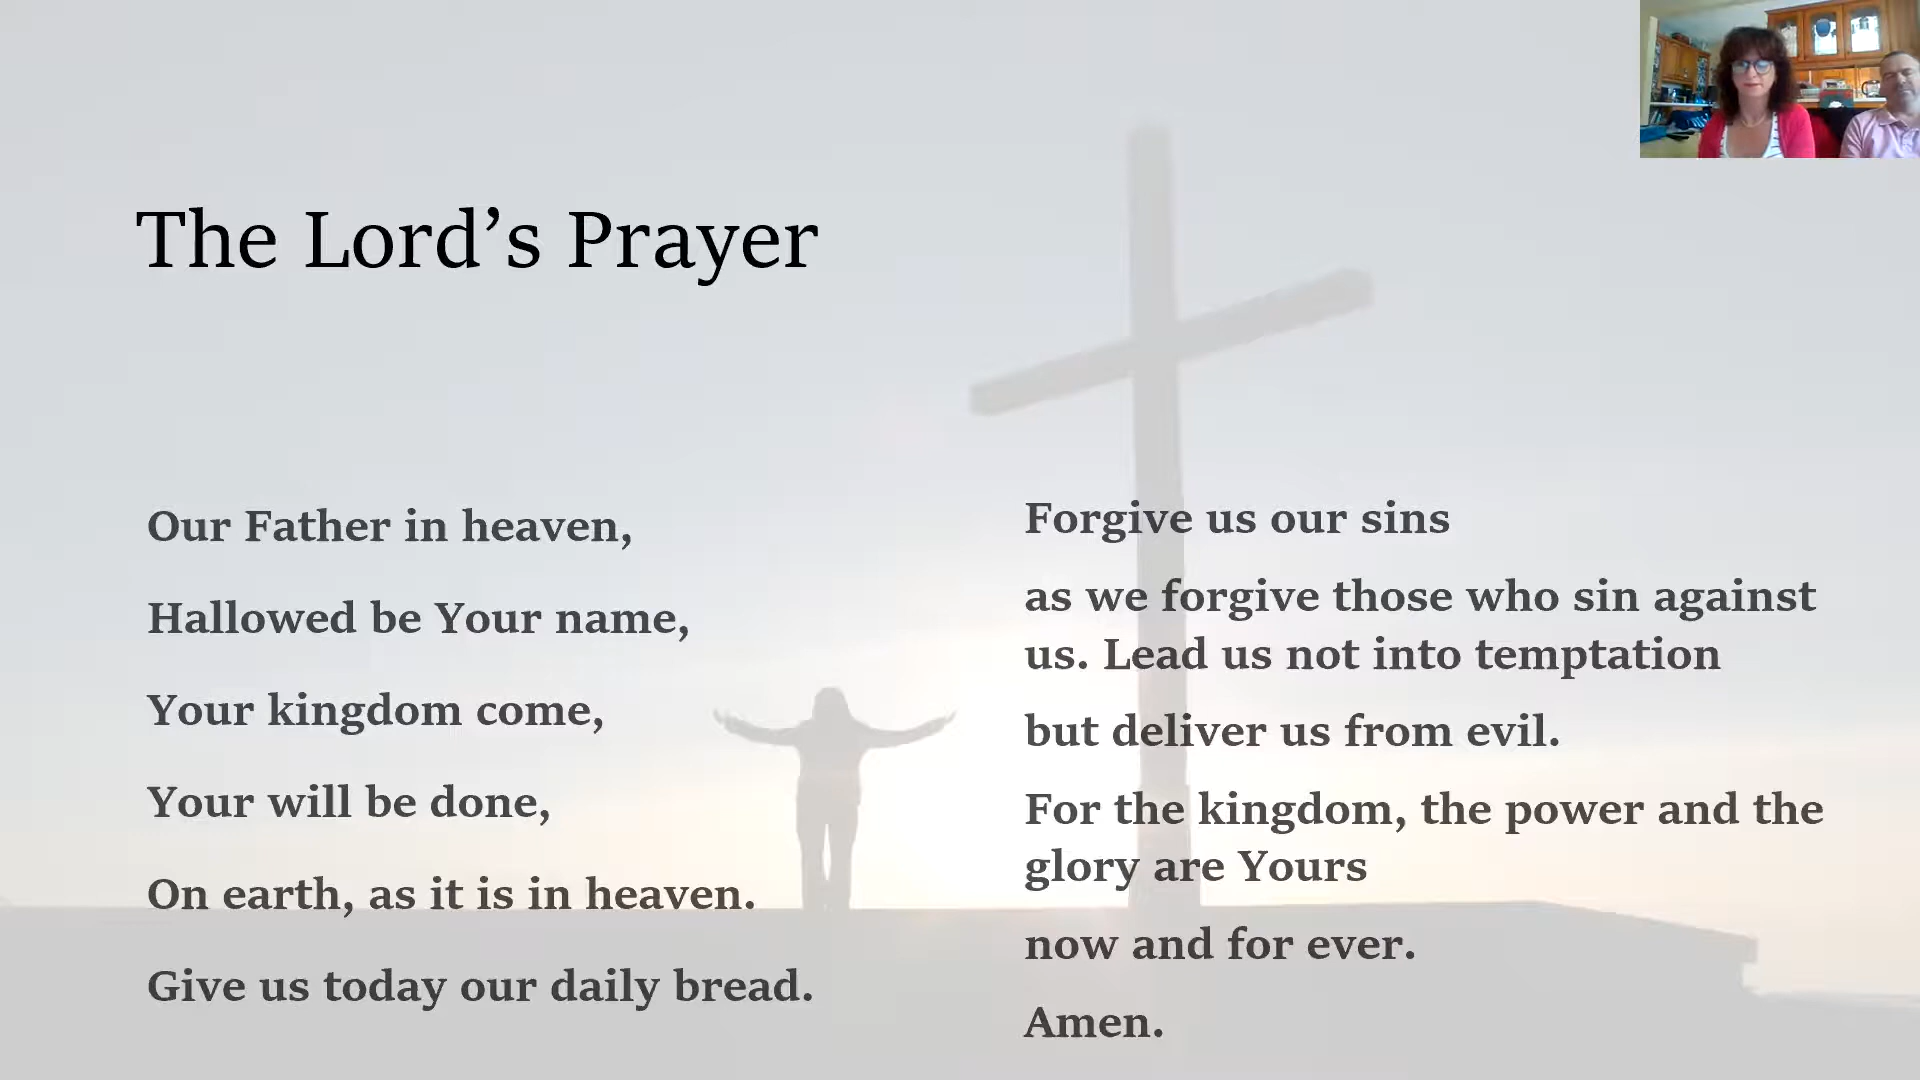 The Lord’s Prayer
Our Father in heaven,
Hallowed be Your name,
Your kingdom come,
Your will be done,
On earth, as it is in heaven.
Give us today our daily bread.
Forgive us our sins
as we forgive those who sin against
us. Lead us not into temptation
but deliver us from evil.
For the kingdom, the power and the
glory are Yours
now and for ever.
Amen.